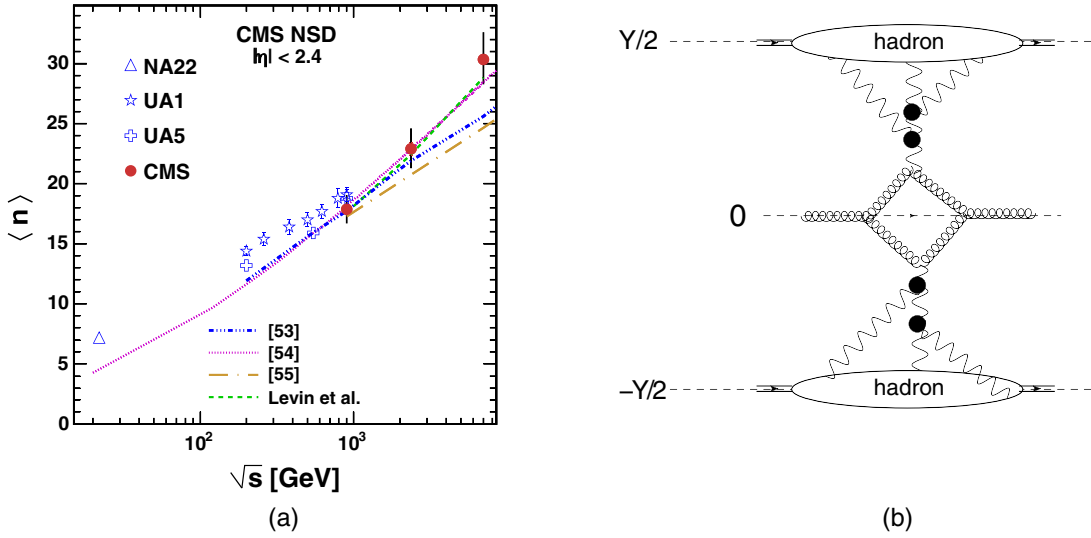 CMS NSD
|η| < 2.4
NA22
UA1
UA5
CMS
30
25
20
15
10
5
0
⟨ n ⟩
[53]
[54]
[55]
Levin et al.
10²
10³
√s [GeV]
(a)
Y/2
hadron
0
−Y/2
hadron
(b)